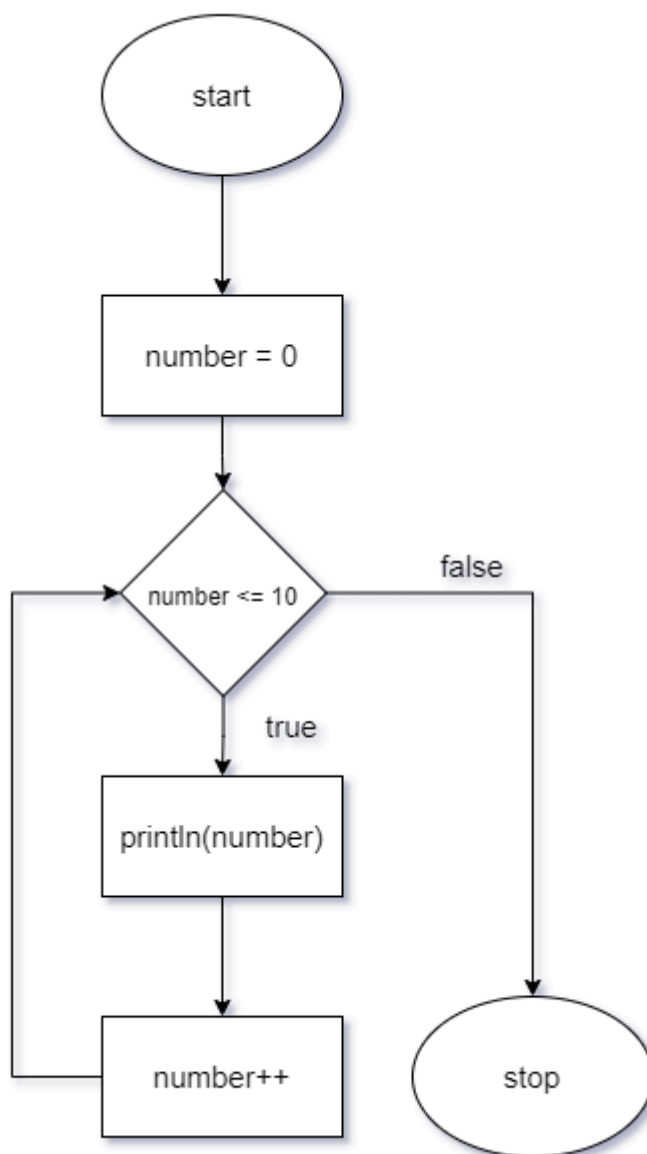 start
number = 0
number <= 10
false
true
println(number)
number++
stop